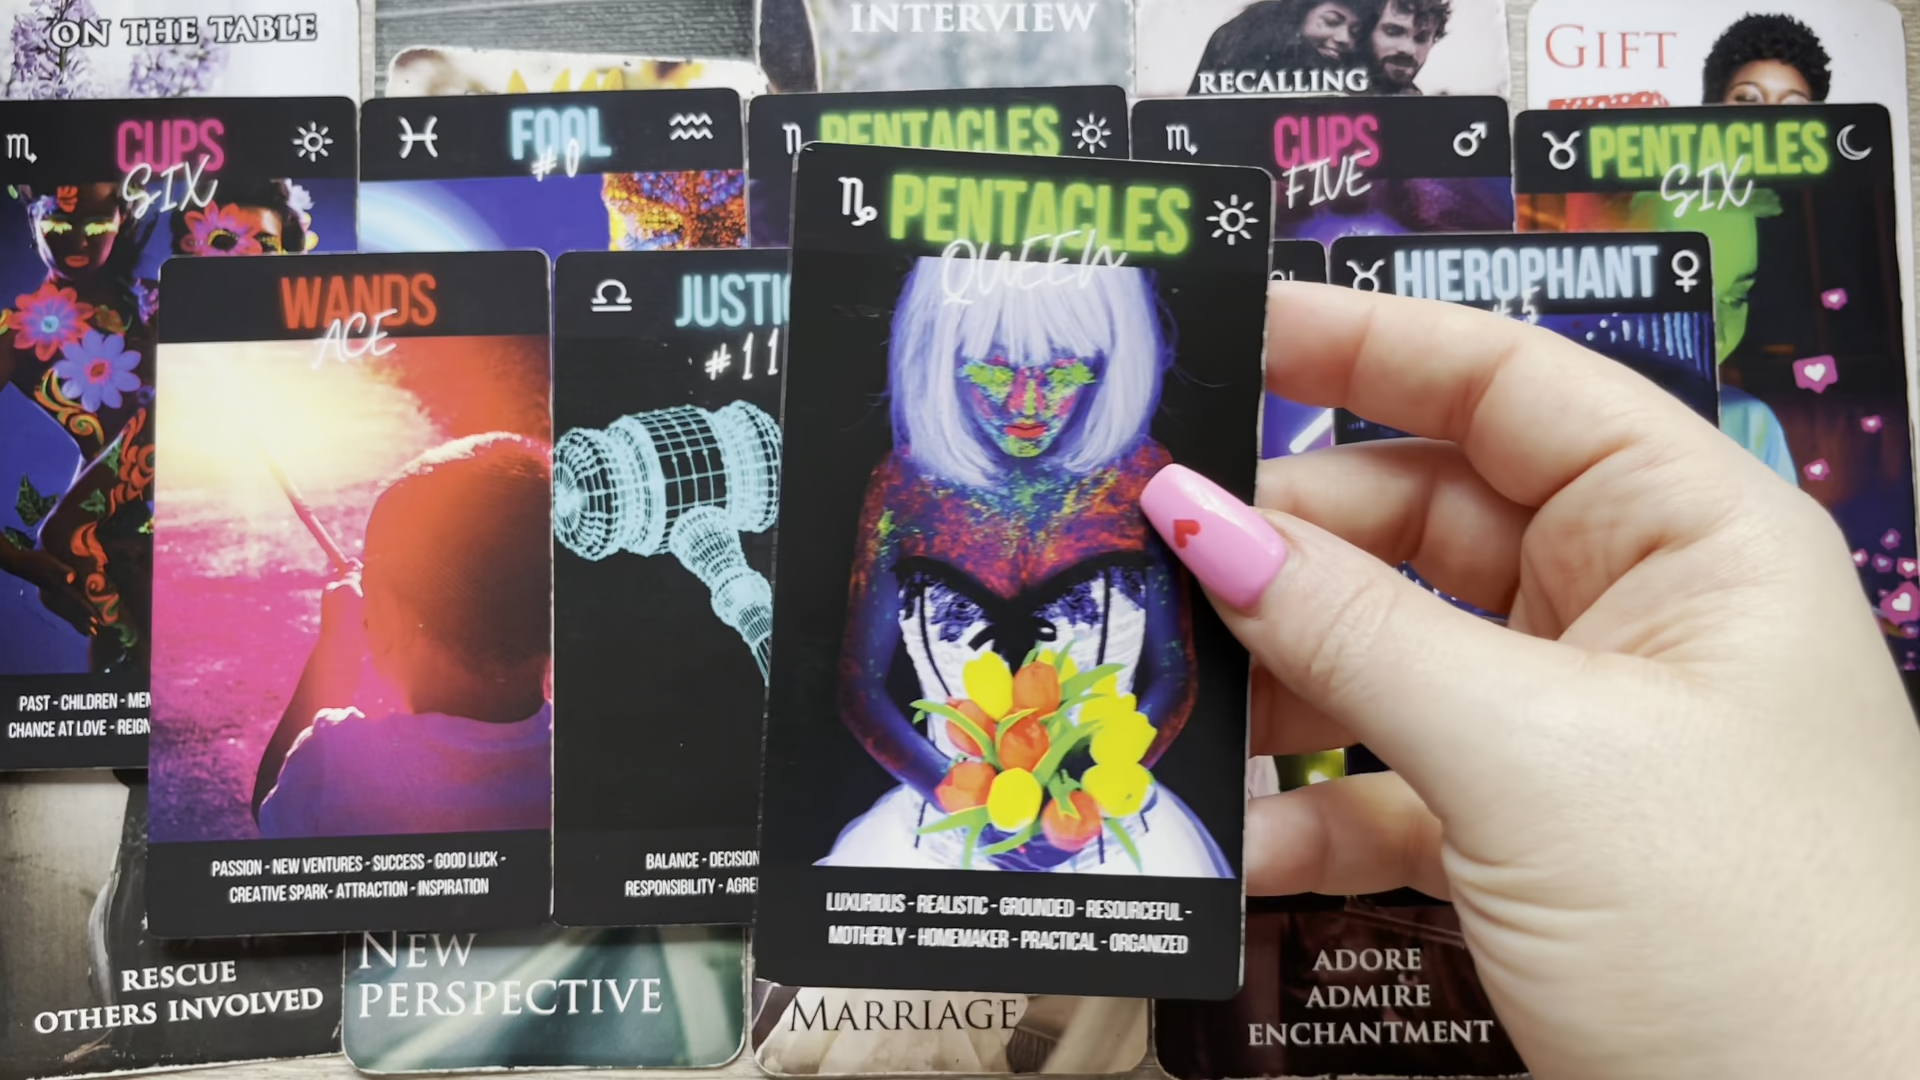 ON THE TABLE
INTERVIEW
RECALLING
GIFT
CUPS
SIX
FOOL
#0
PENTACLES
CUPS
FIVE
PENTACLES
SIX
WANDS
ACE
JUSTIC
#11
PENTACLES
QUEEN
HIEROPHANT
#5
PAST - CHILDREN - MEM
CHANCE AT LOVE - REIGN
PASSION - NEW VENTURES - SUCCESS - GOOD LUCK -
CREATIVE SPARK- ATTRACTION - INSPIRATION
BALANCE - DECISION
RESPONSIBILITY - AGRE
LUXURIOUS - REALISTIC - GROUNDED - RESOURCEFUL -
MOTHERLY - HOMEMAKER - PRACTICAL - ORGANIZED
RESCUE
OTHERS INVOLVED
NEW
PERSPECTIVE
MARRIAGE
ADORE
ADMIRE
ENCHANTMENT